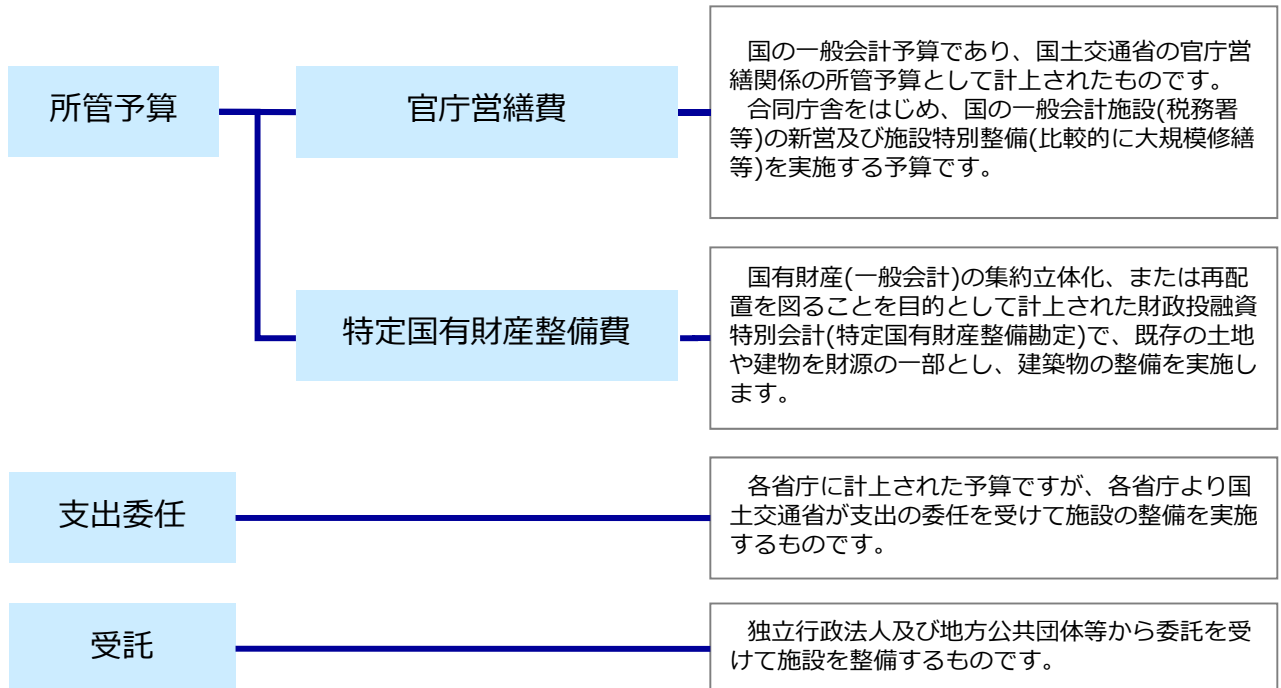 所管予算
官庁営繕費
国の一般会計予算であり、国土交通省の官庁営
繕関係の所管予算として計上されたものです。
合同庁舎をはじめ、国の一般会計施設(税務署
等)の新営及び施設特別整備(比較的に大規模修繕
等)を実施する予算です。
特定国有財産整備費
国有財産(一般会計)の集約立体化、または再配
置を図ることを目的として計上された財政投融資
特別会計(特定国有財産整備勘定)で、既存の土地
や建物を財源の一部とし、建築物の整備を実施し
ます。
支出委任
各省庁に計上された予算ですが、各省庁より国
土交通省が支出の委任を受けて施設の整備を実施
するものです。
受託
独立行政法人及び地方公共団体等から委託を受
けて施設を整備するものです。